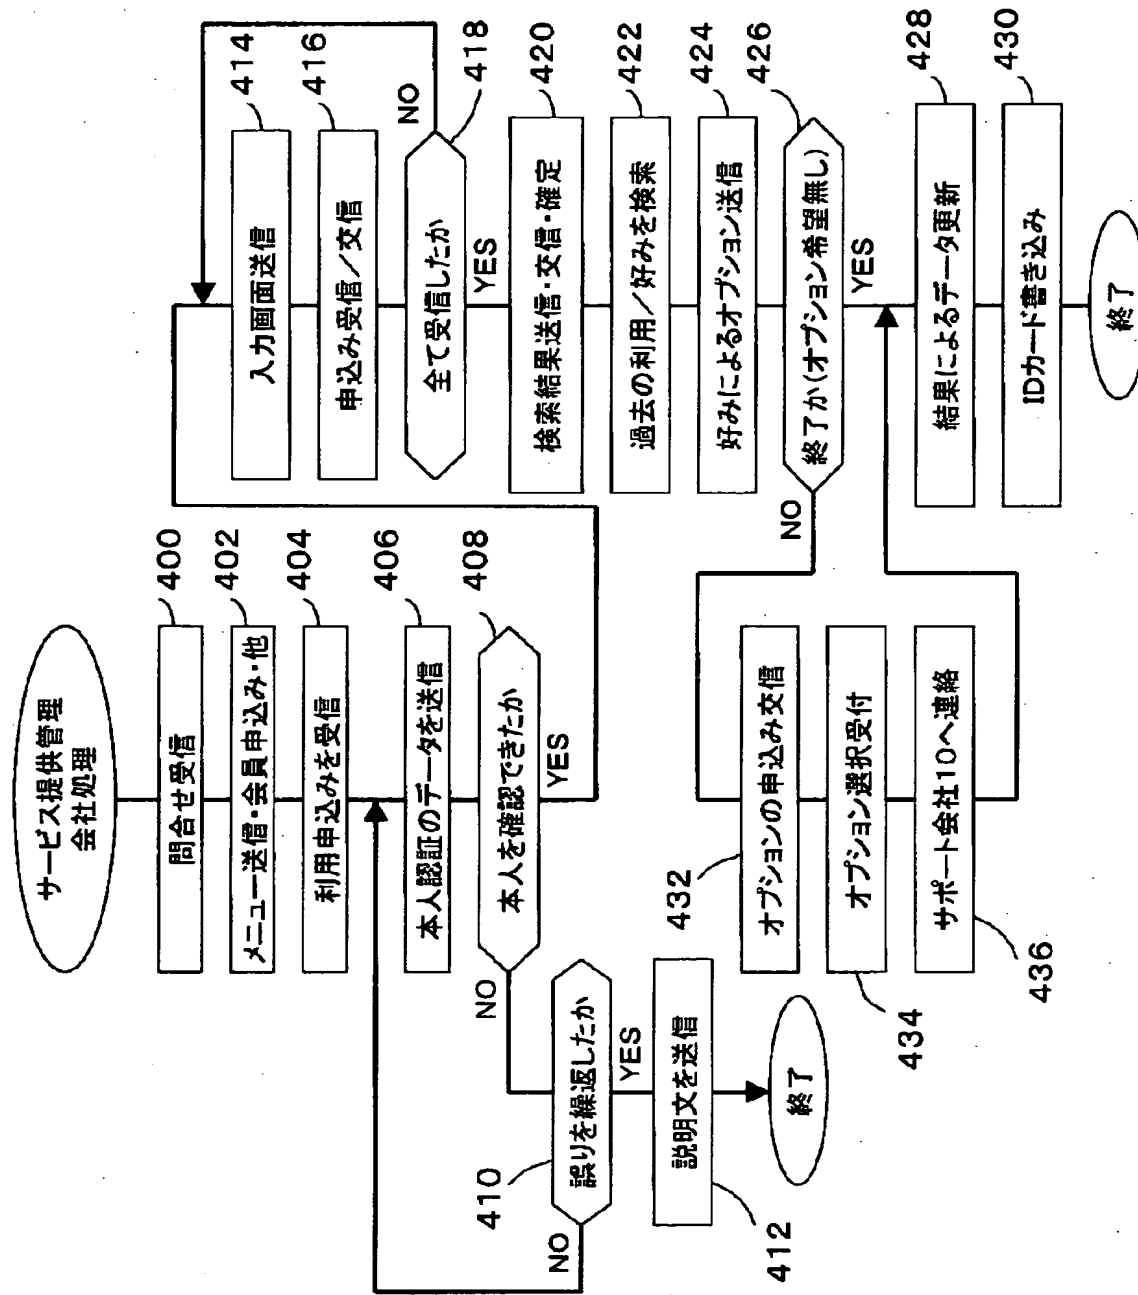 サービス提供管理
会社処理
問合せ受信
400
メニュー送信・会員申込み・他
402
利用申込みを受信
404
本人認証のデータを送信
406
本人を確認できたか
408
NO
YES
誤りを繰返したか
410
NO
YES
説明文を送信
412
終了
入力画面送信
414
申込み受信／交信
416
全て受信したか
418
NO
YES
検索結果送信・交信・確定
420
過去の利用／好みを検索
422
好みによるオプション送信
424
終了か(オプション希望無し)
426
NO
YES
結果によるデータ更新
428
IDカード書き込み
430
終了
オプションの申込み交信
432
オプション選択受付
434
サポート会社10へ連絡
436